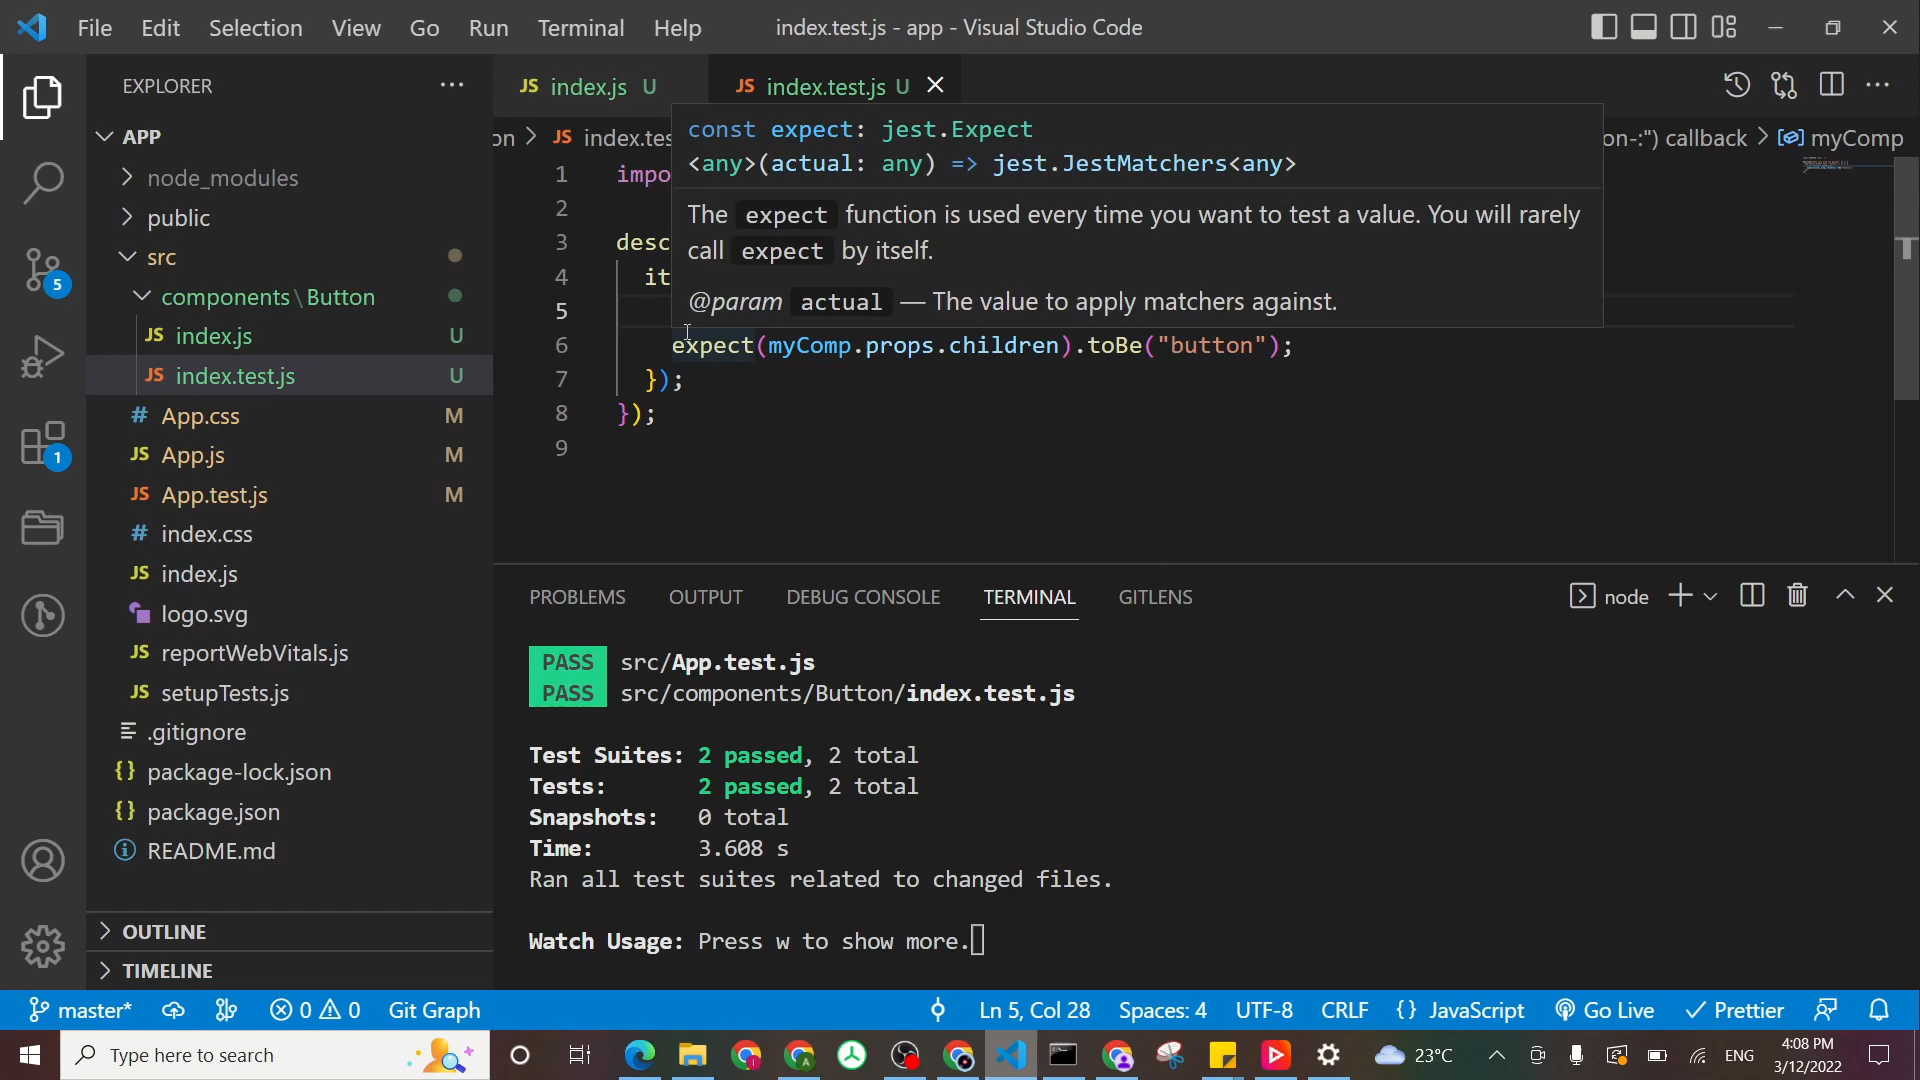 File Edit Selection View Go Run Terminal Help index.test.js - app - Visual Studio Code
EXPLORER
APP
node_modules
public
src
components\Button
JS index.js U
JS index.test.js U
# App.css M
JS App.js M
JS App.test.js M
# index.css
JS index.js
logo.svg
JS reportWebVitals.js
JS setupTests.js
.gitignore
{} package-lock.json
{} package.json
README.md
OUTLINE
TIMELINE
5
1
JS index.js U
JS index.test.js U
on > JS index.tes
on-:") callback > myComp
const expect: jest.Expect
<any>(actual: any) => jest.JestMatchers<any>
The expect function is used every time you want to test a value. You will rarely
call expect by itself.
@param actual — The value to apply matchers against.
1 impo
2
3 desc
4 it
5
6 expect(myComp.props.children).toBe("button");
7 });
8 });
9
PROBLEMS OUTPUT DEBUG CONSOLE TERMINAL GITLENS
node
PASS src/App.test.js
PASS src/components/Button/index.test.js
Test Suites: 2 passed, 2 total
Tests: 2 passed, 2 total
Snapshots: 0 total
Time: 3.608 s
Ran all test suites related to changed files.
Watch Usage: Press w to show more.
master* 0 0 Git Graph Ln 5, Col 28 Spaces: 4 UTF-8 CRLF {} JavaScript Go Live Prettier
Type here to search
23°C
ENG
4:08 PM
3/12/2022